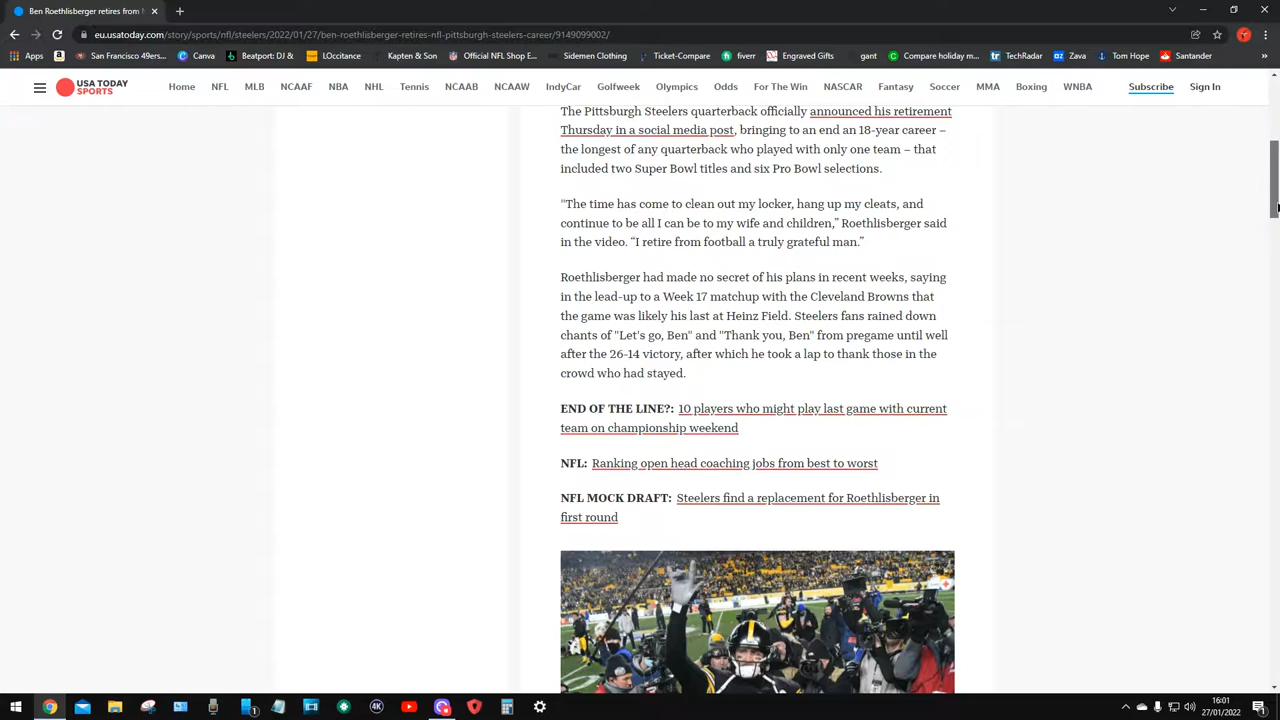 Ben Roethlisberger retires from N
eu.usatoday.com/story/sports/nfl/steelers/2022/01/27/ben-roethlisberger-retires-nfl-pittsburgh-steelers-career/9149099002/
Apps San Francisco 49ers... Canva Beatport: DJ & LOccitane Kapten & Son Official NFL Shop E... Sidemen Clothing Ticket-Compare fiverr Engraved Gifts gant Compare holiday m... TechRadar Zava Tom Hope Santander
USA TODAY
SPORTS
Home NFL MLB NCAAF NBA NHL Tennis NCAAB NCAAW IndyCar Golfweek Olympics Odds For The Win NASCAR Fantasy Soccer MMA Boxing WNBA Subscribe Sign In
The Pittsburgh Steelers quarterback officially announced his retirement
Thursday in a social media post, bringing to an end an 18-year career –
the longest of any quarterback who played with only one team – that
included two Super Bowl titles and six Pro Bowl selections.
"The time has come to clean out my locker, hang up my cleats, and
continue to be all I can be to my wife and children,” Roethlisberger said
in the video. “I retire from football a truly grateful man.”
Roethlisberger had made no secret of his plans in recent weeks, saying
in the lead-up to a Week 17 matchup with the Cleveland Browns that
the game was likely his last at Heinz Field. Steelers fans rained down
chants of "Let's go, Ben" and "Thank you, Ben" from pregame until well
after the 26-14 victory, after which he took a lap to thank those in the
crowd who had stayed.
END OF THE LINE?: 10 players who might play last game with current
team on championship weekend
NFL: Ranking open head coaching jobs from best to worst
NFL MOCK DRAFT: Steelers find a replacement for Roethlisberger in
first round
4K
16:01
27/01/2022